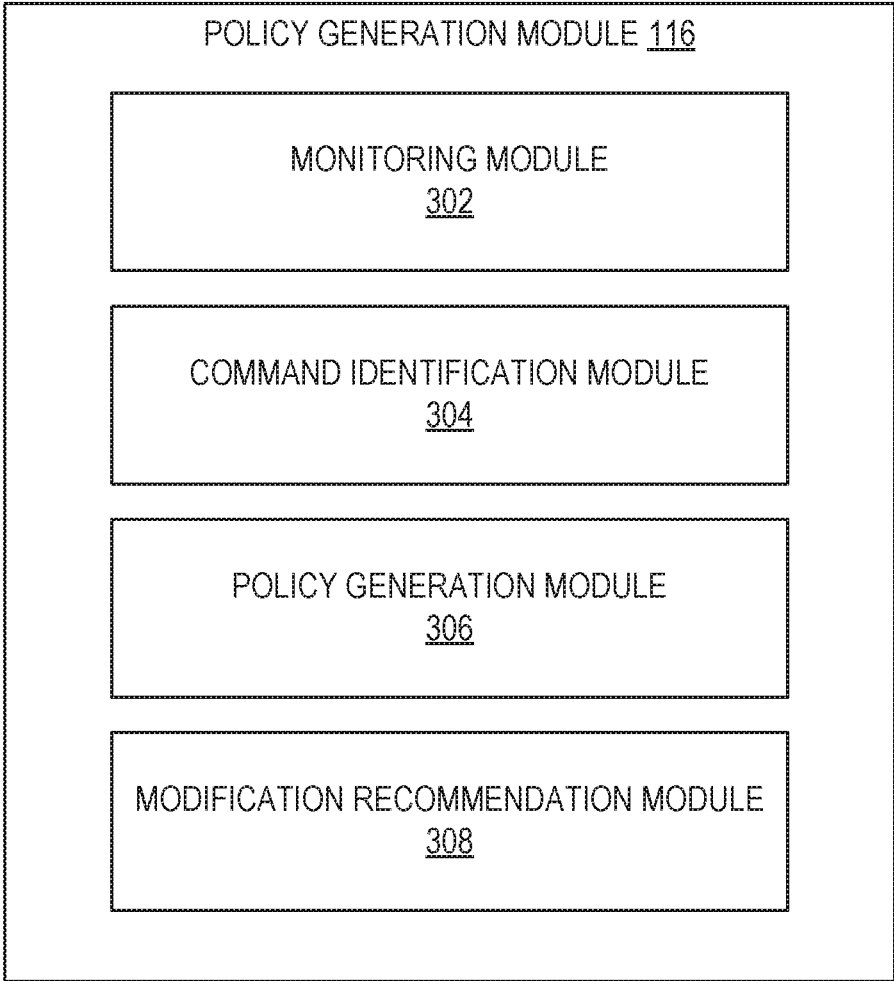 POLICY GENERATION MODULE 116
MONITORING MODULE
302
COMMAND IDENTIFICATION MODULE
304
POLICY GENERATION MODULE
306
MODIFICATION RECOMMENDATION MODULE
308